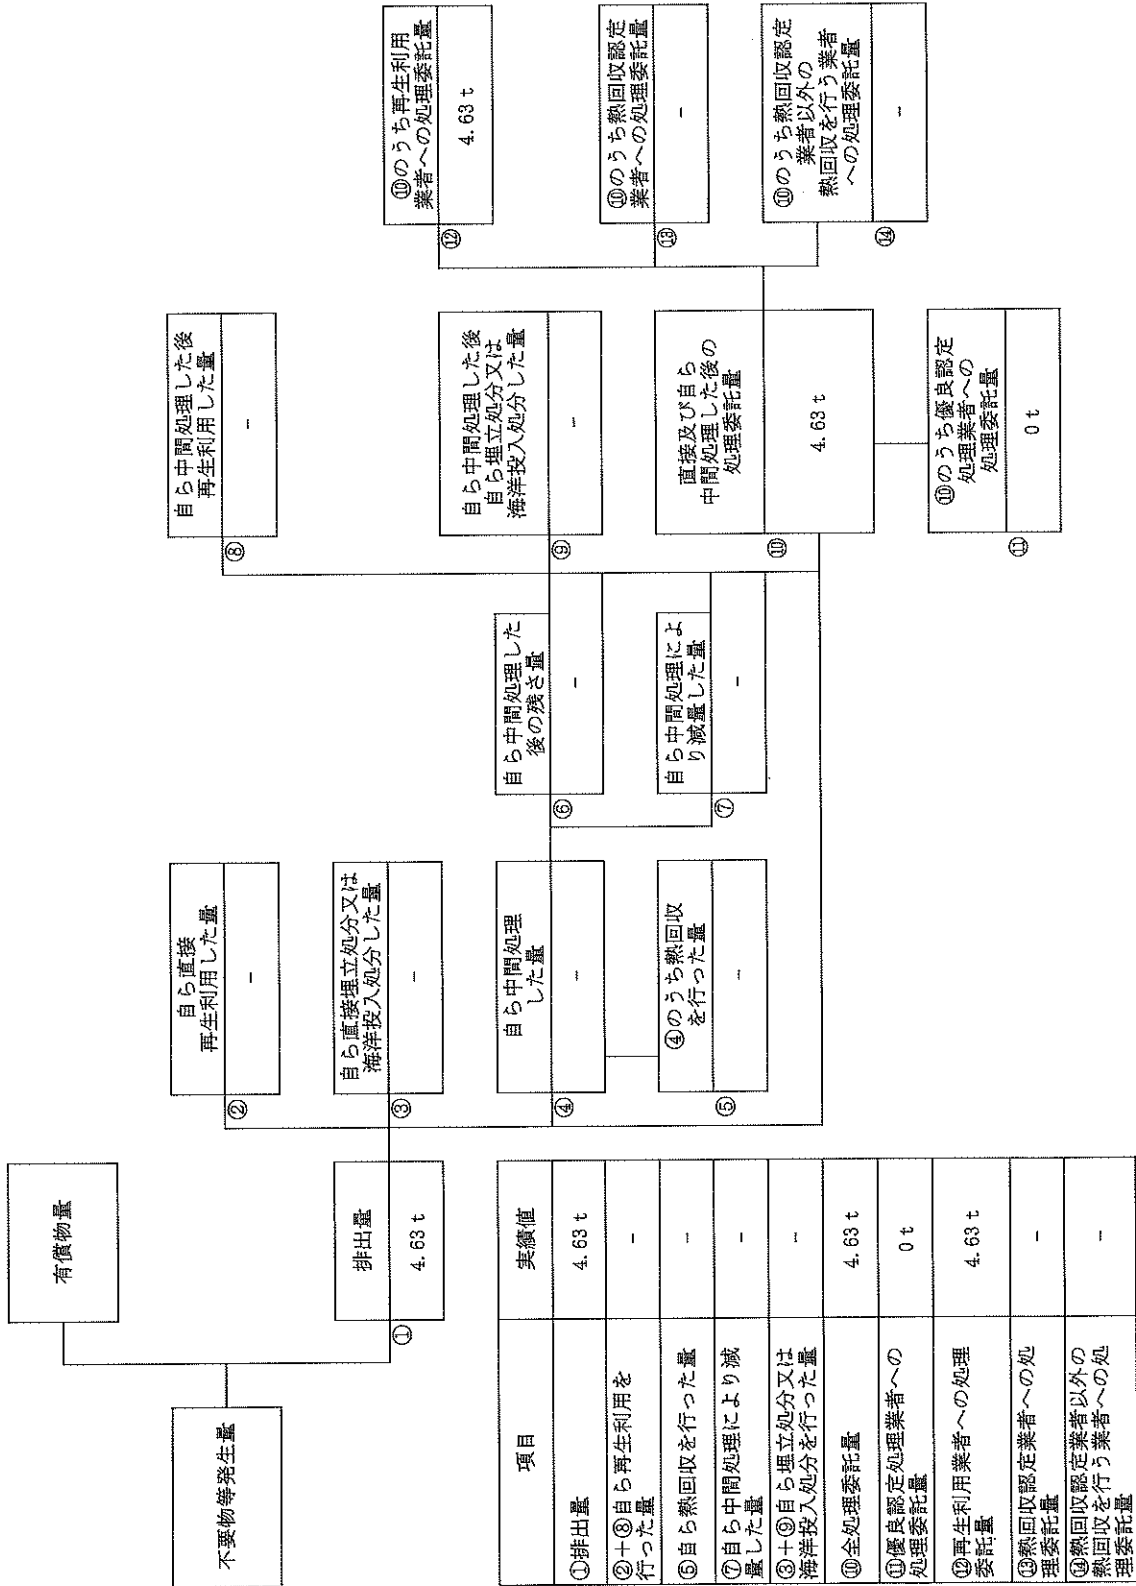 不要物等発生量
有償物量
①
排出量
4.63 t
②
自ら直接
再生利用した量
-
③
自ら直接埋立処分又は
海洋投入処分した量
-
④
自ら中間処理
した量
-
⑤
④のうち熱回収
を行った量
-
⑥
自ら中間処理した
後の残さ量
-
⑦
自ら中間処理によ
り減量した量
-
⑧
自ら中間処理した後
再生利用した量
-
⑨
自ら中間処理した後
自ら埋立処分又は
海洋投入処分した量
-
⑩
直接及び自ら
中間処理した後の
処理委託量
4.63 t
⑪
⑩のうち優良認定
処理業者への
処理委託量
0 t
⑫
⑩のうち再生利用
業者への処理委託量
4.63 t
⑬
⑩のうち熱回収認定
業者への処理委託量
-
⑭
⑩のうち熱回収認定
業者以外の
熱回収を行う業者
への処理委託量
-
項目
実績値
①排出量
4.63 t
②+⑧自ら再生利用を
行った量
-
⑤自ら熱回収を行った量
-
⑦自ら中間処理により減
量した量
-
③+⑨自ら埋立処分又は
海洋投入処分を行った量
-
⑩全処理委託量
4.63 t
⑪優良認定処理業者への
処理委託量
0 t
⑫再生利用業者への処理
委託量
4.63 t
⑬熱回収認定業者への処
理委託量
-
⑭熱回収認定業者以外の
熱回収を行う業者への処
理委託量
-